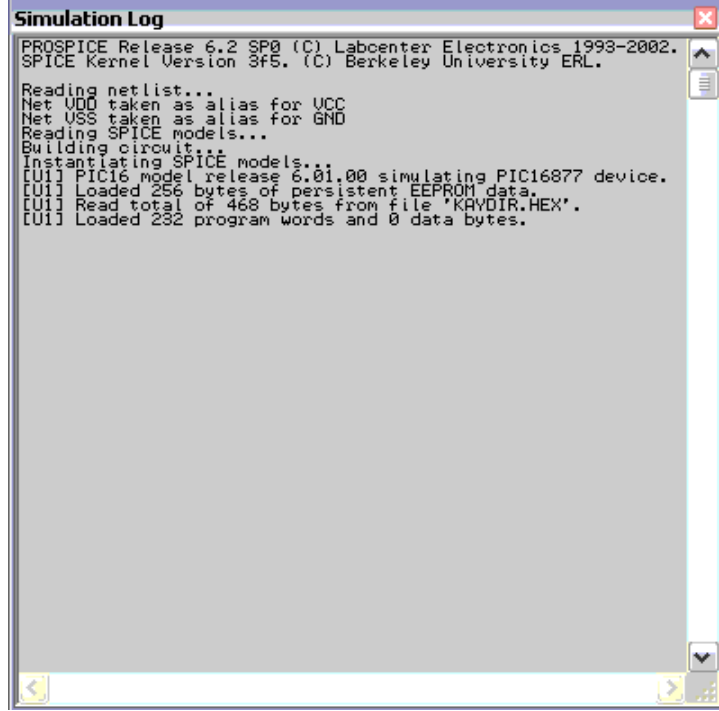 Simulation Log
PROSPICE Release 6.2 SP0 (C) Labcenter Electronics 1993-2002.
SPICE Kernel Version 3f5. (C) Berkeley University ERL.
Reading netlist...
Net VDD taken as alias for VCC
Net VSS taken as alias for GND
Reading SPICE models...
Building circuit...
Instantiating SPICE models...
[U1] PIC16 model release 6.01.00 simulating PIC16877 device.
[U1] Loaded 256 bytes of persistent EEPROM data.
[U1] Read total of 468 bytes from file 'KAYDIR.HEX'.
[U1] Loaded 232 program words and 0 data bytes.